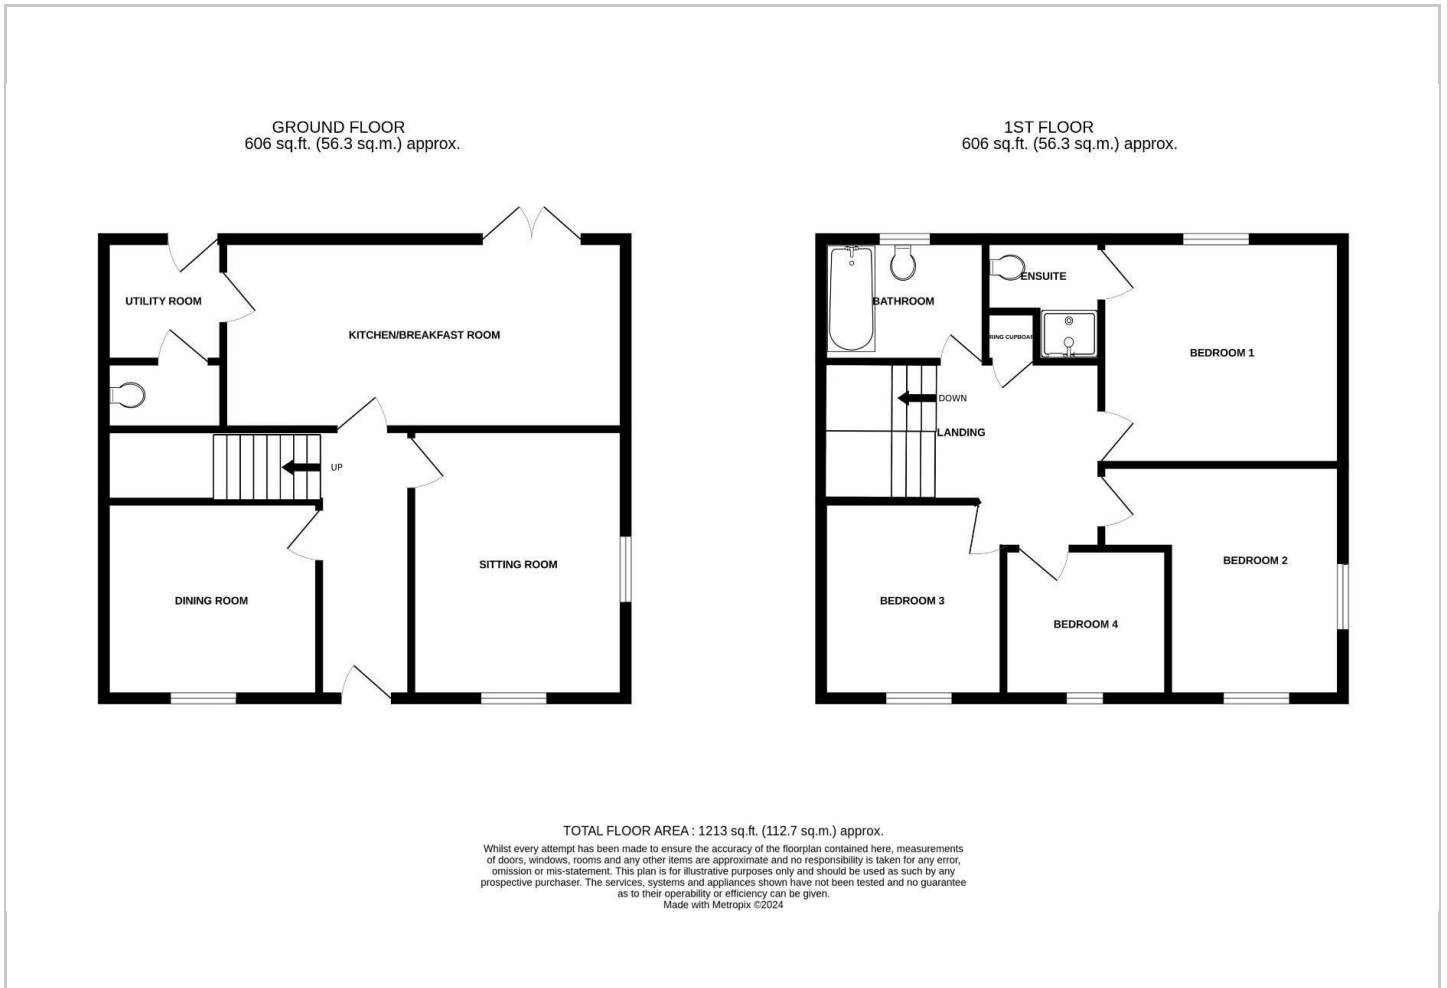 GROUND FLOOR
606 sq.ft. (56.3 sq.m.) approx.
1ST FLOOR
606 sq.ft. (56.3 sq.m.) approx.
UTILITY ROOM
KITCHEN/BREAKFAST ROOM
UP
SITTING ROOM
DINING ROOM
ENSUITE
BATHROOM
RING CUPBOAR
BEDROOM 1
DOWN
LANDING
BEDROOM 2
BEDROOM 3
BEDROOM 4
TOTAL FLOOR AREA : 1213 sq.ft. (112.7 sq.m.) approx.
Whilst every attempt has been made to ensure the accuracy of the floorplan contained here, measurements
of doors, windows, rooms and any other items are approximate and no responsibility is taken for any error,
omission or mis-statement. This plan is for illustrative purposes only and should be used as such by any
prospective purchaser. The services, systems and appliances shown have not been tested and no guarantee
as to their operability or efficiency can be given.
Made with Metropix ©2024